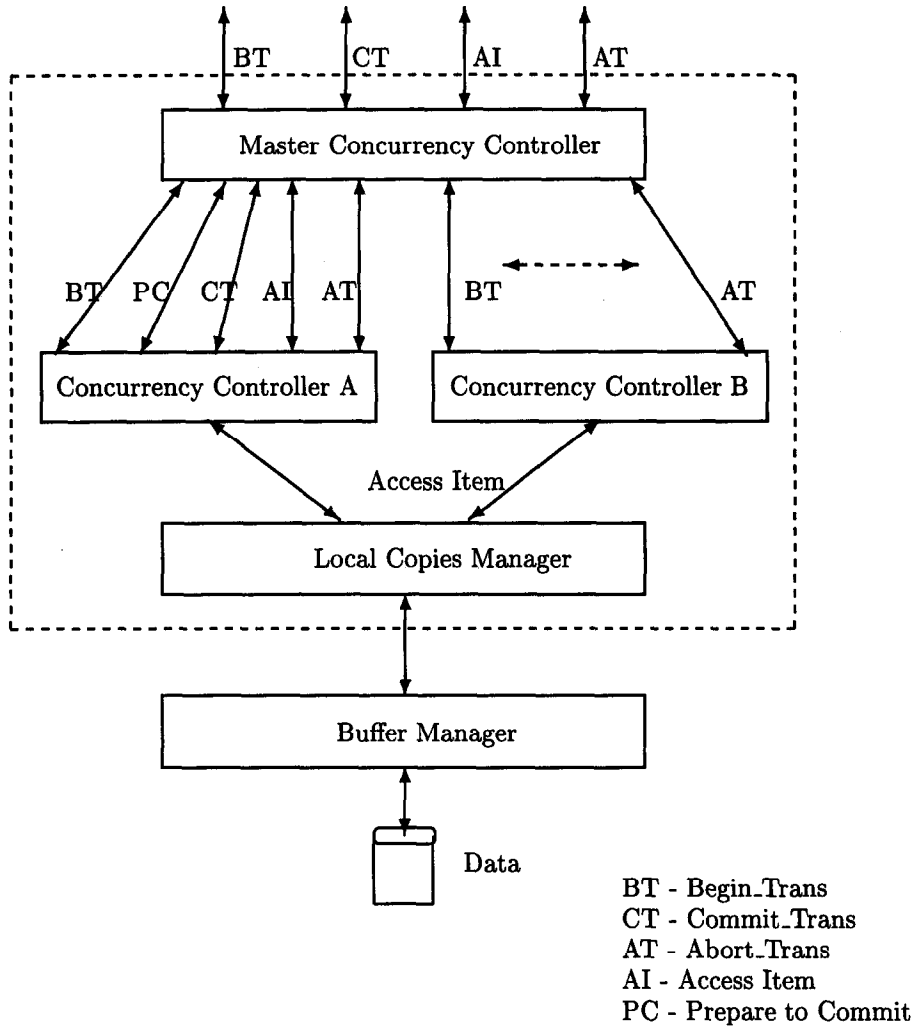 BT CT AI AT
Master Concurrency Controller
BT PC CT AI AT BT AT
Concurrency Controller A Concurrency Controller B
Access Item
Local Copies Manager
Buffer Manager
Data
BT - Begin_Trans
CT - Commit_Trans
AT - Abort_Trans
AI - Access Item
PC - Prepare to Commit